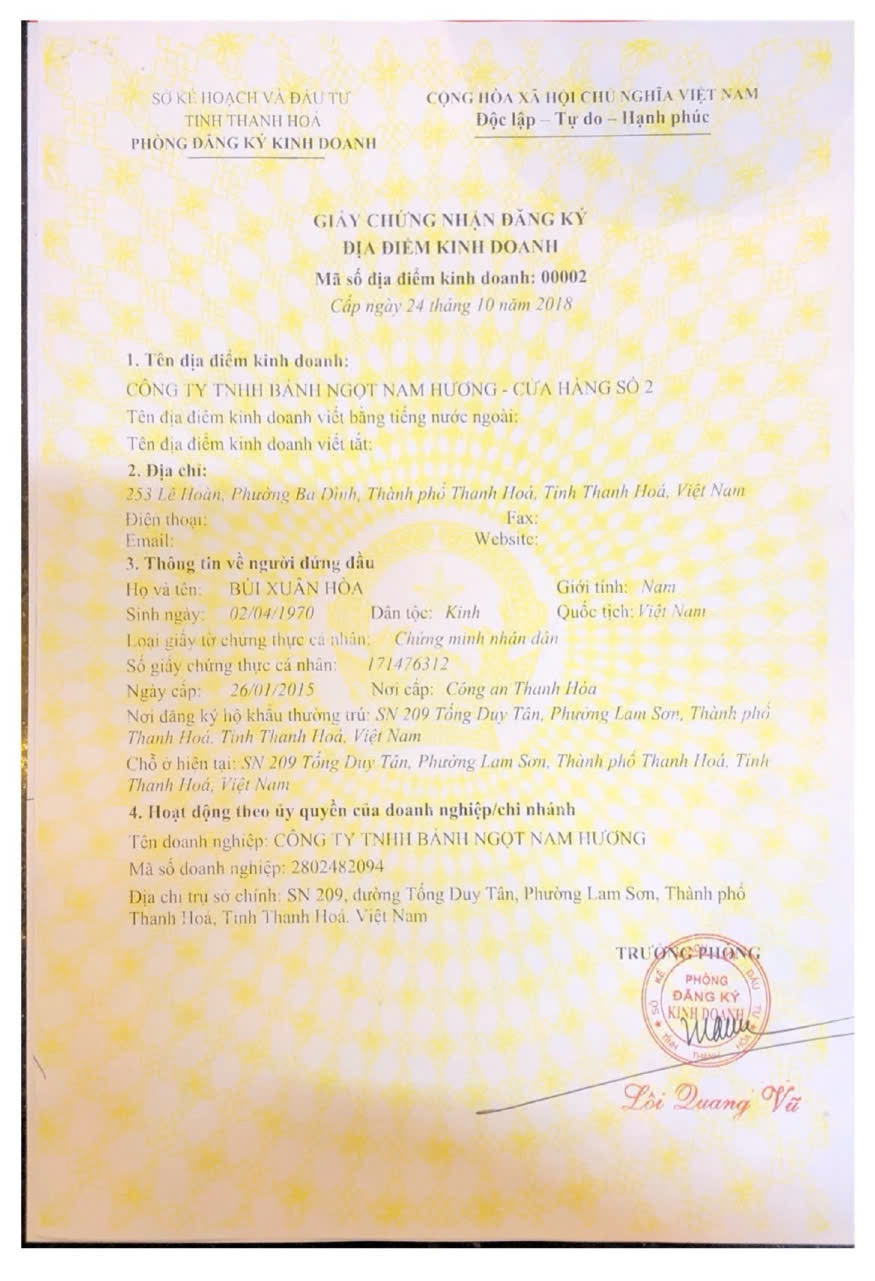 SỞ KẾ HOẠCH VÀ ĐẦU TƯ
TỈNH THANH HOÁ
PHÒNG ĐĂNG KÝ KINH DOANH
CỘNG HÒA XÃ HỘI CHỦ NGHĨA VIỆT NAM
Độc lập – Tự do – Hạnh phúc
GIẤY CHỨNG NHẬN ĐĂNG KÝ
ĐỊA ĐIỂM KINH DOANH
Mã số địa điểm kinh doanh: 00002
Cấp ngày 24 tháng 10 năm 2018
1. Tên địa điểm kinh doanh:
CÔNG TY TNHH BÁNH NGỌT NAM HƯƠNG - CỬA HÀNG SỐ 2
Tên địa điểm kinh doanh viết bằng tiếng nước ngoài:
Tên địa điểm kinh doanh viết tắt:
2. Địa chỉ:
253 Lê Hoàn, Phường Ba Đình, Thành phố Thanh Hoá, Tỉnh Thanh Hoá, Việt Nam
Điện thoại: Fax:
Email: Website:
3. Thông tin về người đứng đầu
Họ và tên: BÙI XUÂN HÒA Giới tính: Nam
Sinh ngày: 02/04/1970 Dân tộc: Kinh Quốc tịch: Việt Nam
Loại giấy tờ chứng thực cá nhân: Chứng minh nhân dân
Số giấy chứng thực cá nhân: 171476312
Ngày cấp: 26/01/2015 Nơi cấp: Công an Thanh Hóa
Nơi đăng ký hộ khẩu thường trú: SN 209 Tống Duy Tân, Phường Lam Sơn, Thành phố
Thanh Hoá, Tỉnh Thanh Hoá, Việt Nam
Chỗ ở hiện tại: SN 209 Tống Duy Tân, Phường Lam Sơn, Thành phố Thanh Hoá, Tỉnh
Thanh Hoá, Việt Nam
4. Hoạt động theo ủy quyền của doanh nghiệp/chi nhánh
Tên doanh nghiệp: CÔNG TY TNHH BÁNH NGỌT NAM HƯƠNG
Mã số doanh nghiệp: 2802482094
Địa chỉ trụ sở chính: SN 209, đường Tống Duy Tân, Phường Lam Sơn, Thành phố
Thanh Hoá, Tỉnh Thanh Hoá, Việt Nam
TRƯỞNG PHÒNG
PHÒNG
ĐĂNG KÝ
KINH DOANH
Lôi Quang Vũ